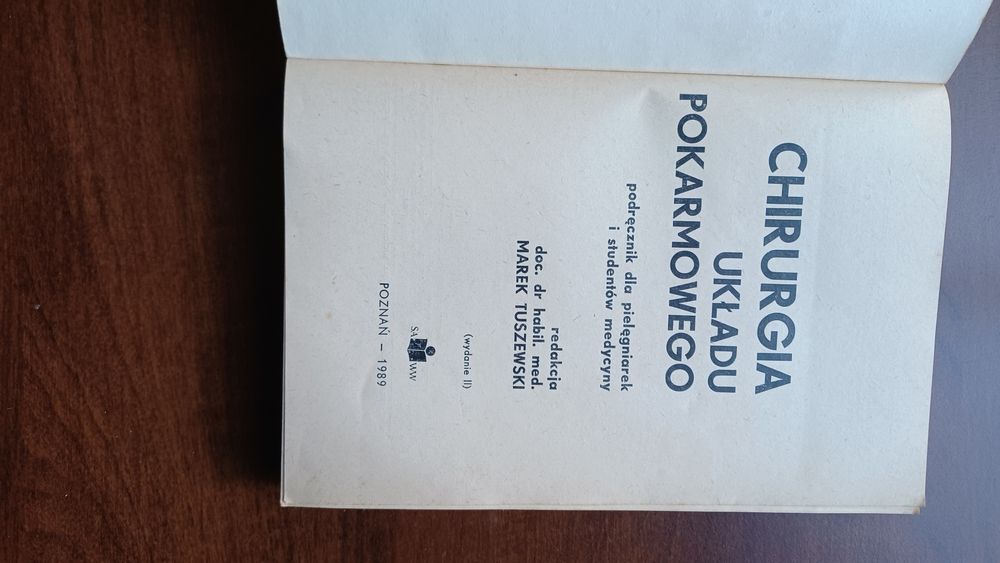 CHIRURGIA
UKŁADU
POKARMOWEGO
podręcznik dla pielęgniarek
i studentów medycyny
redakcja
doc. dr habil. med.
MAREK TUSZEWSKI
(wydanie II)
POZNAŃ — 1989